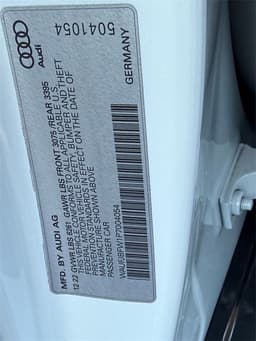 MFD. BY AUDI AG
12.22 GVWR LBS 6261 GAWR LBS FRONT 3075 /REAR 3395
THIS VEHICLE CONFORMS TO ALL APPLICABLE U.S.
FEDERAL MOTOR VEHICLE SAFETY, BUMPER AND THEFT
PREVENTION STANDARDS IN EFFECT ON THE DATE OF
MANUFACTURE SHOWN ABOVE
PASSENGER CAR
Audi
5041054
GERMANY